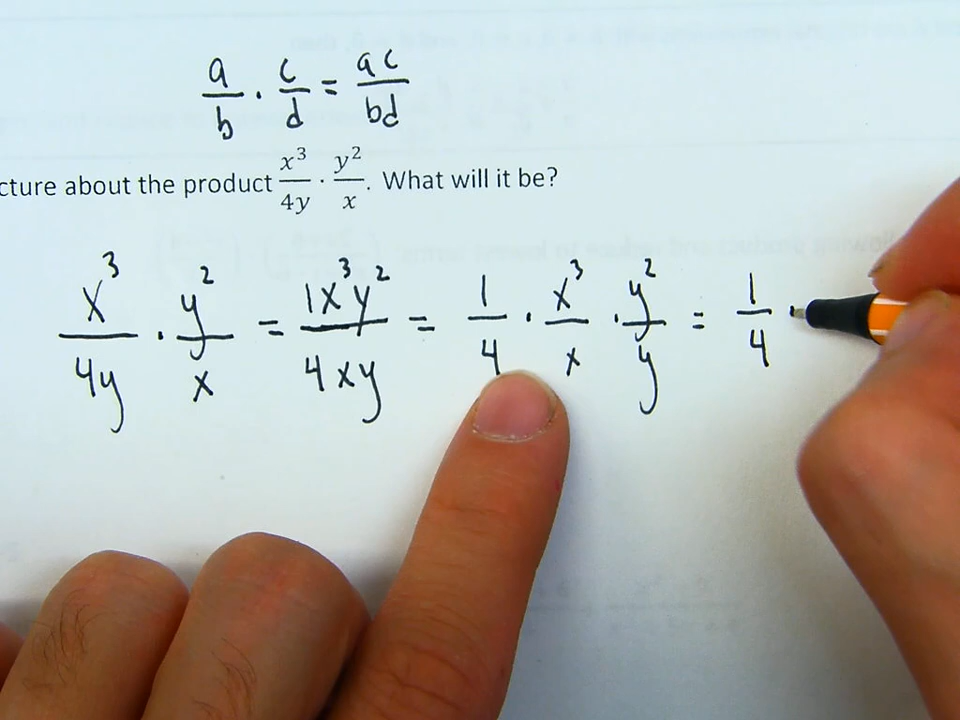 a/b · c/d = ac/bd
cture about the product x³/4y · y²/x. What will it be?
x³/4y · y²/x = 1x³y²/4xy = 1/4 · x³/x · y²/y = 1/4 ·